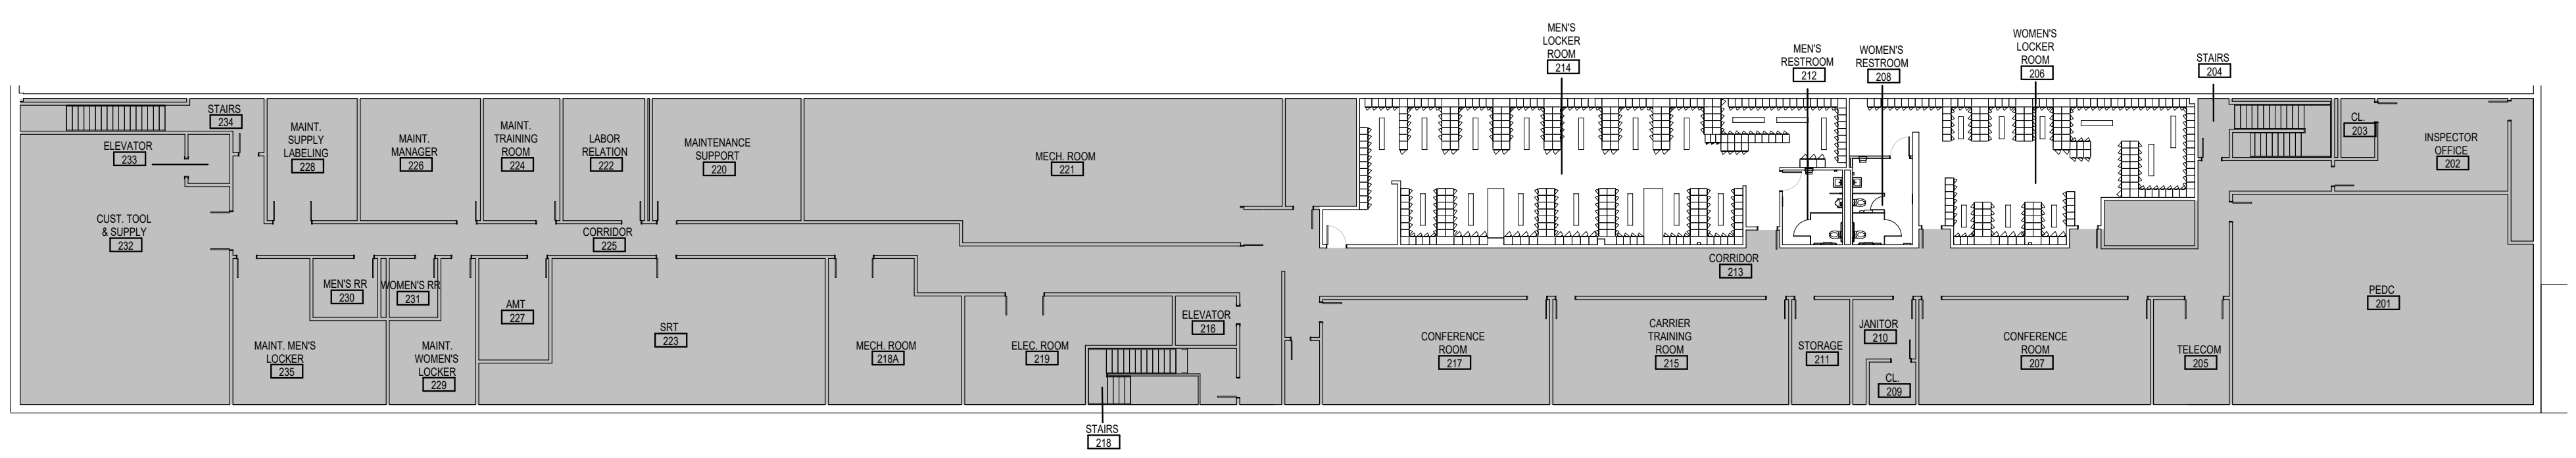 MEN'S
LOCKER
ROOM
214
MEN'S
RESTROOM
212
WOMEN'S
RESTROOM
208
WOMEN'S
LOCKER
ROOM
206
STAIRS
204
STAIRS
234
ELEVATOR
233
MAINT.
SUPPLY
LABELING
228
MAINT.
MANAGER
226
MAINT.
TRAINING
ROOM
224
LABOR
RELATION
222
MAINTENANCE
SUPPORT
220
MECH. ROOM
221
CL.
203
INSPECTOR
OFFICE
202
CUST. TOOL
& SUPPLY
232
CORRIDOR
225
CORRIDOR
213
MEN'S RR
230
WOMEN'S RR
231
AMT
227
SRT
223
MAINT. MEN'S
LOCKER
235
MAINT.
WOMEN'S
LOCKER
229
MECH. ROOM
218A
ELEC. ROOM
219
ELEVATOR
216
CONFERENCE
ROOM
217
CARRIER
TRAINING
ROOM
215
STORAGE
211
JANITOR
210
CL.
209
CONFERENCE
ROOM
207
TELECOM
205
PEDC
201
STAIRS
218